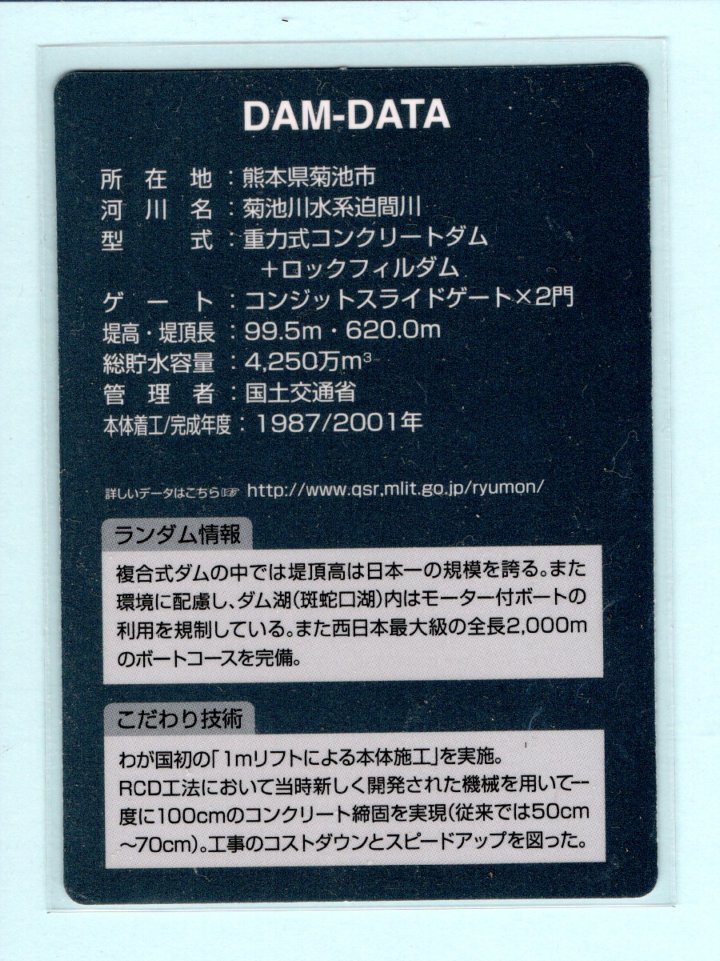 DAM-DATA
所在地：熊本県菊池市
河川名：菊池川水系迫間川
型式：重力式コンクリートダム
＋ロックフィルダム
ゲート：コンジットスライドゲート×2門
堤高・堤頂長：99.5m・620.0m
総貯水容量：4,250万m³
管理者：国土交通省
本体着工/完成年度：1987/2001年
詳しいデータはこちら☞ http://www.qsr.mlit.go.jp/ryumon/
ランダム情報
複合式ダムの中では堤頂高は日本一の規模を誇る。また
環境に配慮し、ダム湖（斑蛇口湖）内はモーター付ボートの
利用を規制している。また西日本最大級の全長2,000m
のボートコースを完備。
こだわり技術
わが国初の「1mリフトによる本体施工」を実施。
RCD工法において当時新しく開発された機械を用いて一
度に100cmのコンクリート締固を実現（従来では50cm
～70cm）。工事のコストダウンとスピードアップを図った。